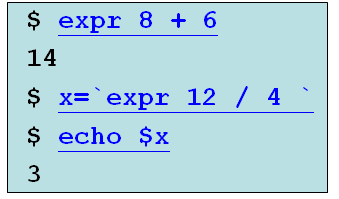 $ expr 8 + 6
14
$ x=`expr 12 / 4 `
$ echo $x
3